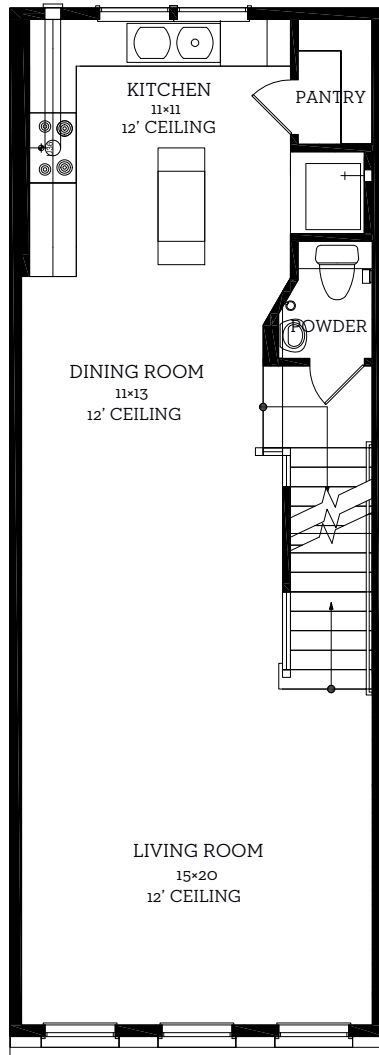 KITCHEN
11×11
12' CEILING
PANTRY
POWDER
DINING ROOM
11×13
12' CEILING
LIVING ROOM
15×20
12' CEILING